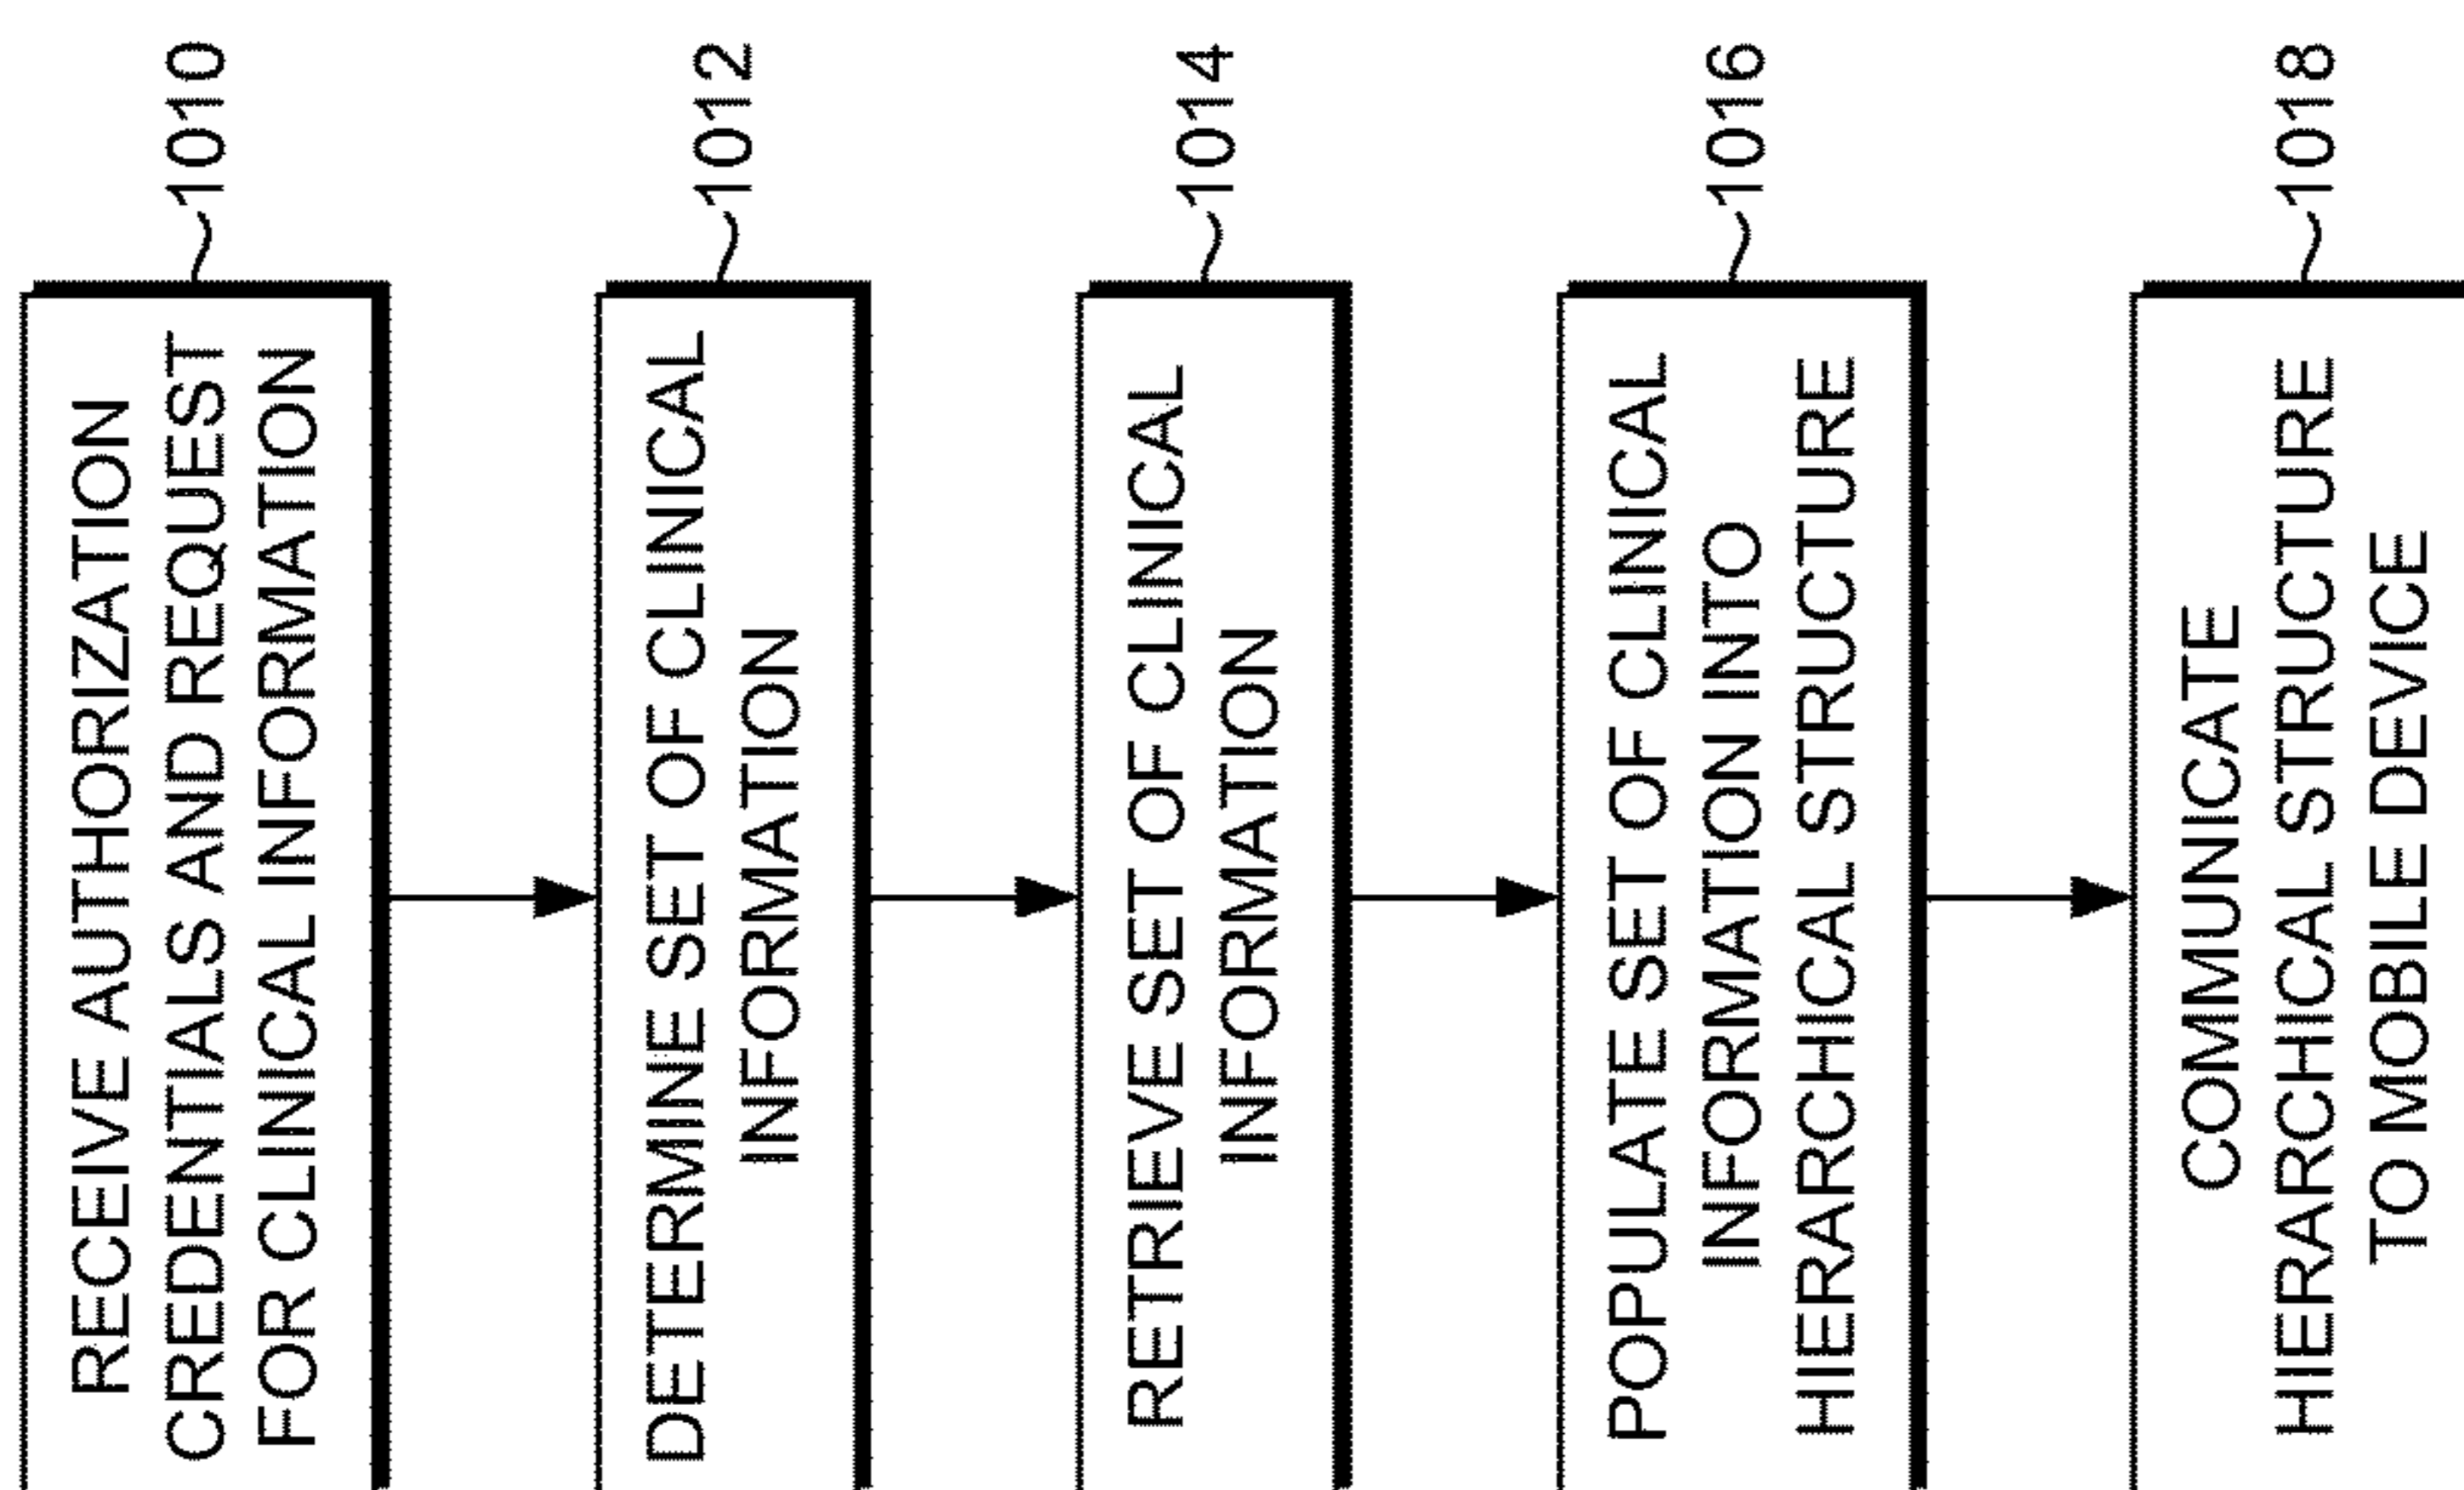 RECEIVE AUTHORIZATION
CREDENTIALS AND REQUEST
FOR CLINICAL INFORMATION
1010
DETERMINE SET OF CLINICAL
INFORMATION
1012
RETRIEVE SET OF CLINICAL
INFORMATION
1014
POPULATE SET OF CLINICAL
INFORMATION INTO
HIERARCHICAL STRUCTURE
1016
COMMUNICATE
HIERARCHICAL STRUCTURE
TO MOBILE DEVICE
1018